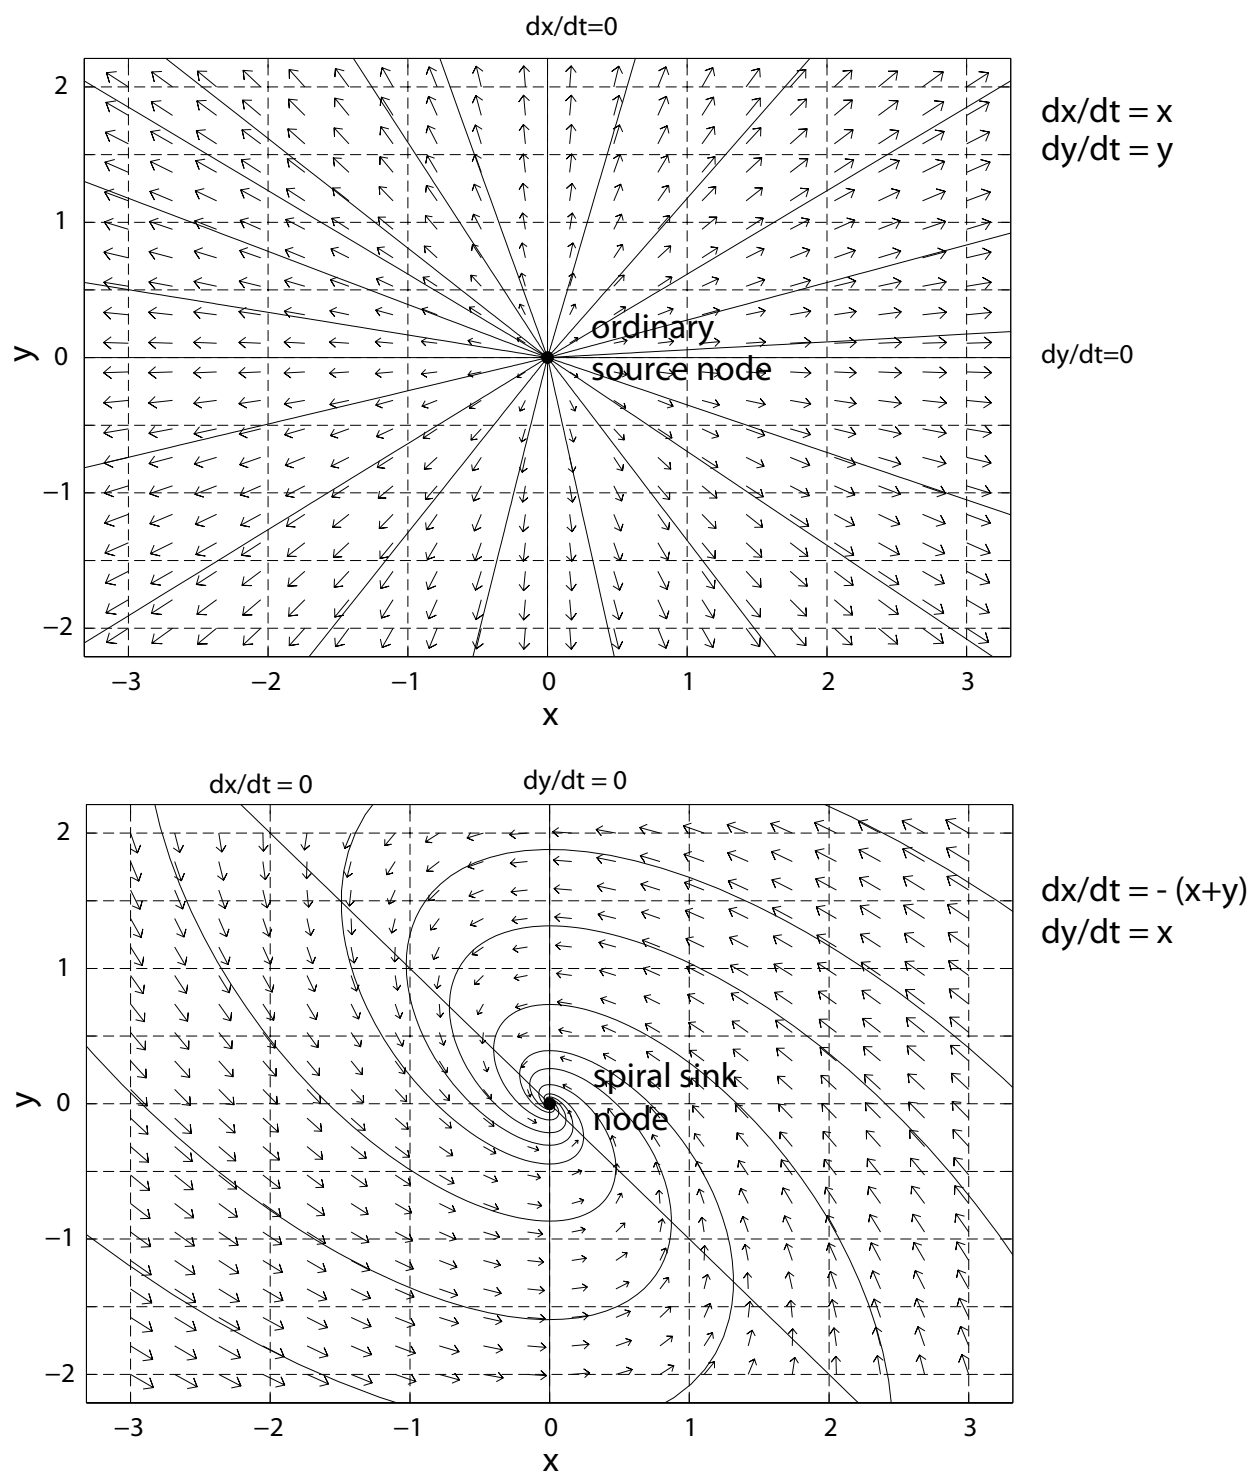 dx/dt=0
2
1
0
−1
−2
y
ordinary
source node
dx/dt = x
dy/dt = y
dy/dt=0
−3 −2 −1 0 1 2 3
x
dx/dt = 0 dy/dt = 0
2
1
0
−1
−2
y
spiral sink
node
dx/dt = - (x+y)
dy/dt = x
−3 −2 −1 0 1 2 3
x